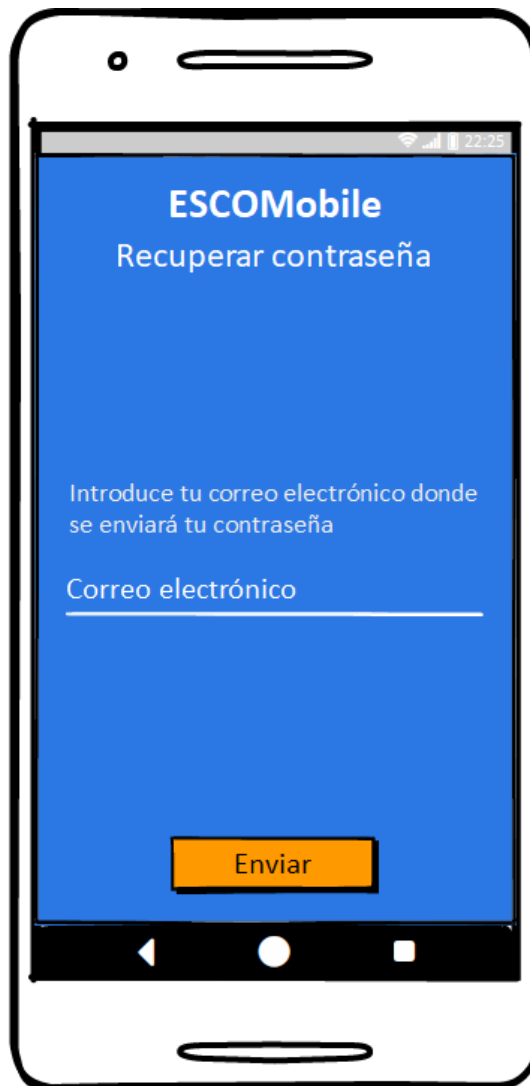 22:25
ESCOMobile
Recuperar contraseña
Introduce tu correo electrónico donde
se enviará tu contraseña
Correo electrónico
Enviar